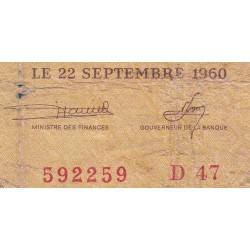 LE 22 SEPTEMBRE 1960
MINISTRE DES FINANCES
GOUVERNEUR DE LA BANQUE
592259 D 47